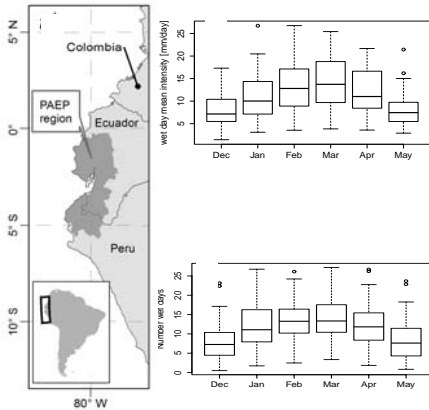 5°N
Colombia
PAEP
region
Ecuador
0°
5°S
Peru
10°S
80° W
wet day mean intensity [mm/day]
25
20
15
10
5
Dec Jan Feb Mar Apr May
Number wet days
25
20
15
10
5
0
Dec Jan Feb Mar Apr May